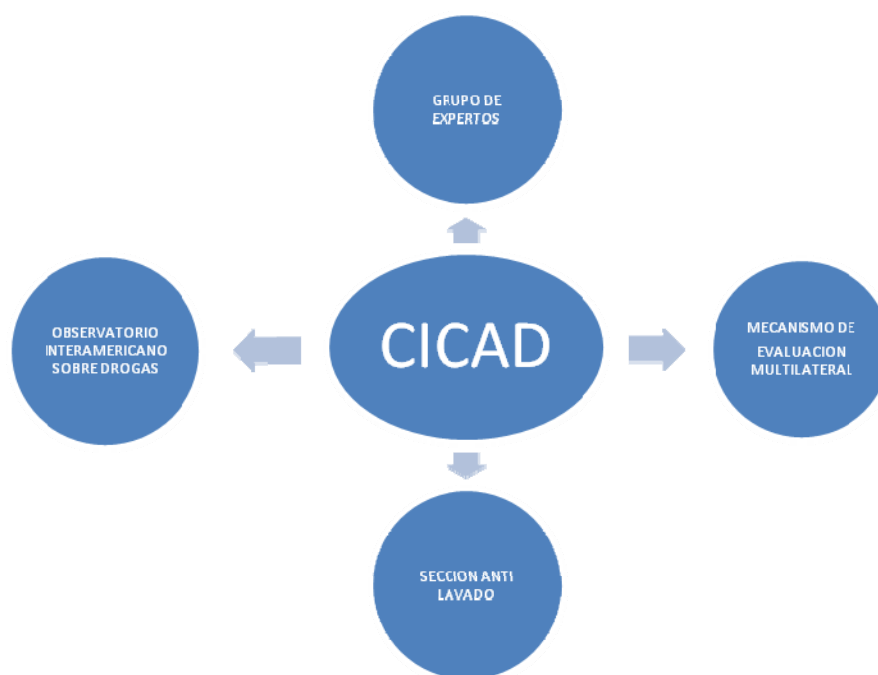 GRUPO DE
EXPERTOS
OBSERVATORIO
INTERAMERICANO
SOBRE DROGAS
CICAD
MECANISMO DE
EVALUACION
MULTILATERAL
SECCION ANTI
LAVADO